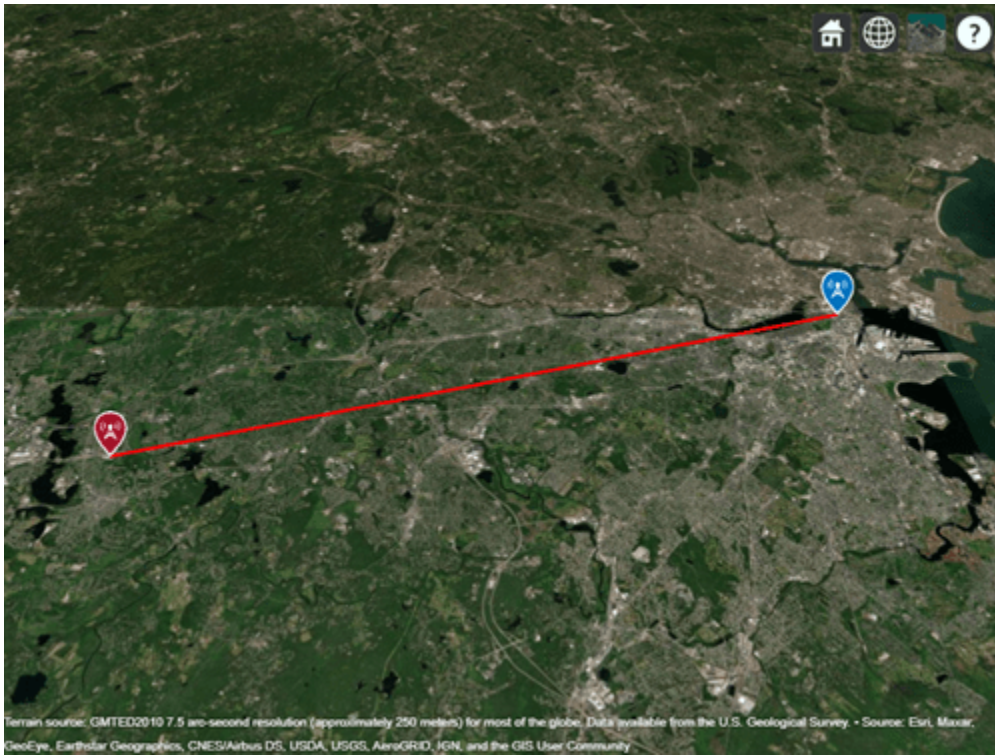 ?
Terrain source: GMTED2010 7.5 arc-second resolution (approximately 250 meters) for most of the globe. Data available from the U.S. Geological Survey. • Source: Esri, Maxar,
GeoEye, Earthstar Geographics, CNES/Airbus DS, USDA, USGS, AeroGRID, IGN, and the GIS User Community